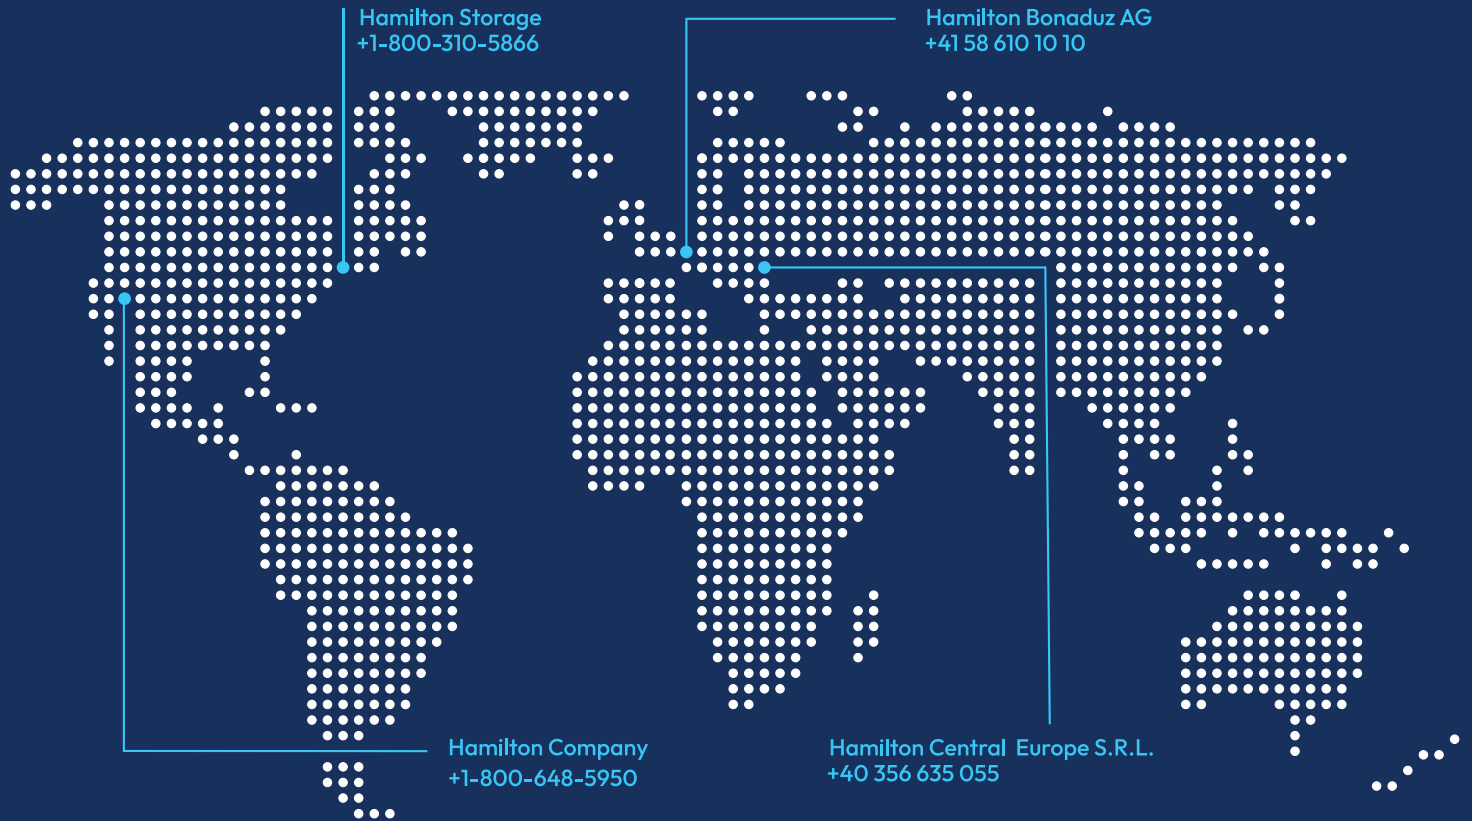 Hamilton Storage
+1-800-310-5866
Hamilton Bonaduz AG
+41 58 610 10 10
Hamilton Company
+1-800-648-5950
Hamilton Central Europe S.R.L.
+40 356 635 055